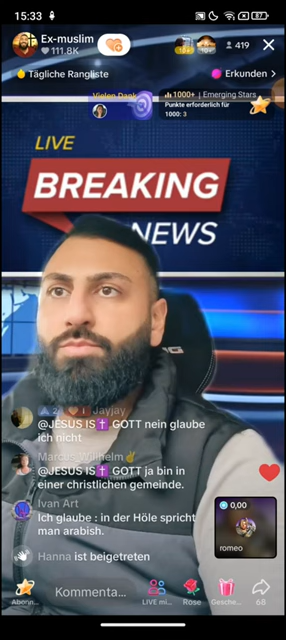 15:33
87
Ex-muslim
111.8K
419
Tägliche Rangliste
Erkunden >
Vielen Dank
1000+ | Emerging Stars
Punkte erforderlich für
1000: 3
LIVE
BREAKING
NEWS
Jayjay
@JESUS IS✝️ GOTT nein glaube
ich nicht
Marcus_Wilhelm✌️
@JESUS IS✝️ GOTT ja bin in
einer christlichen gemeinde.
Ivan Art
Ich glaube : in der Höle spricht
man arabish.
Hanna ist beigetreten
0,00
romeo
Kommenta...
Abonn...
LIVE mi...
Rose
Gesche...
68